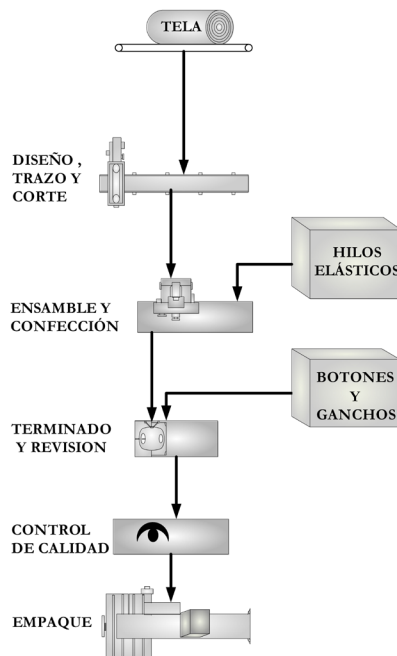 TELA
DISEÑO ,
TRAZO Y
CORTE
HILOS
ELÁSTICOS
ENSAMBLE Y
CONFECCIÓN
BOTONES
Y
GANCHOS
TERMINADO
Y REVISION
CONTROL
DE CALIDAD
EMPAQUE